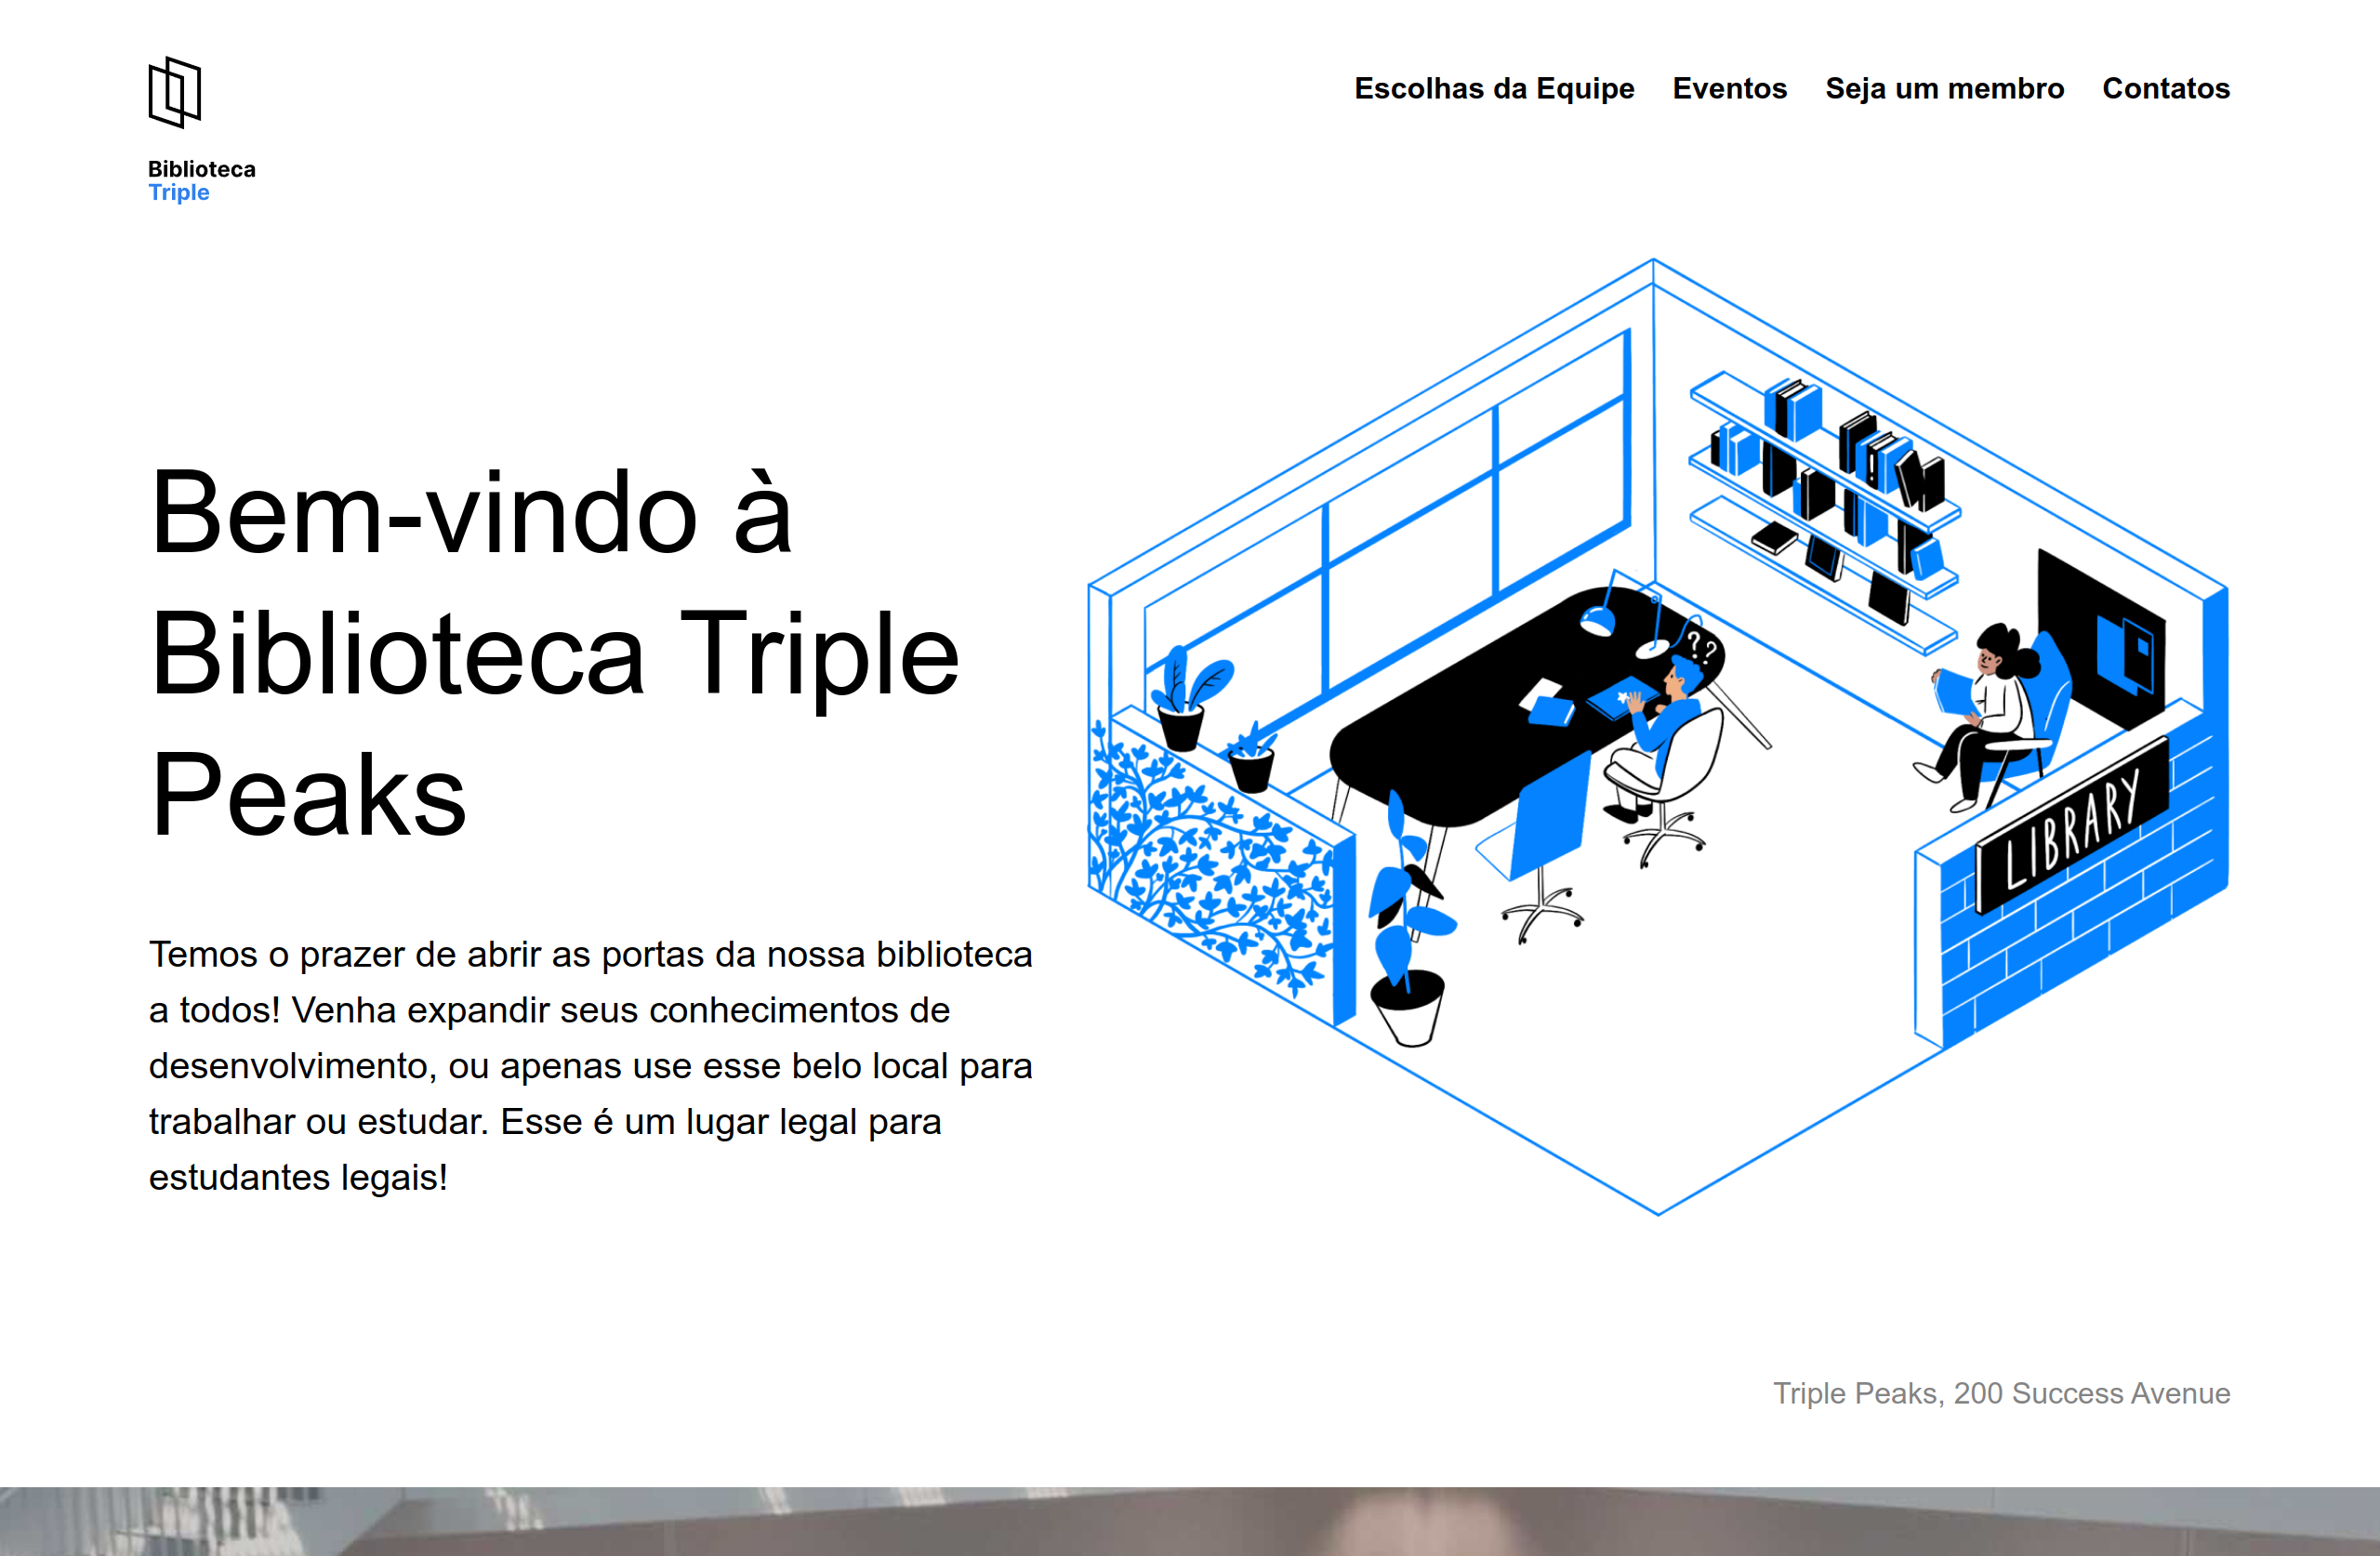 Escolhas da Equipe Eventos Seja um membro Contatos
Biblioteca
Triple
Bem-vindo à
Biblioteca Triple
Peaks
Temos o prazer de abrir as portas da nossa biblioteca
a todos! Venha expandir seus conhecimentos de
desenvolvimento, ou apenas use esse belo local para
trabalhar ou estudar. Esse é um lugar legal para
estudantes legais!
??
LIBRARY
Triple Peaks, 200 Success Avenue